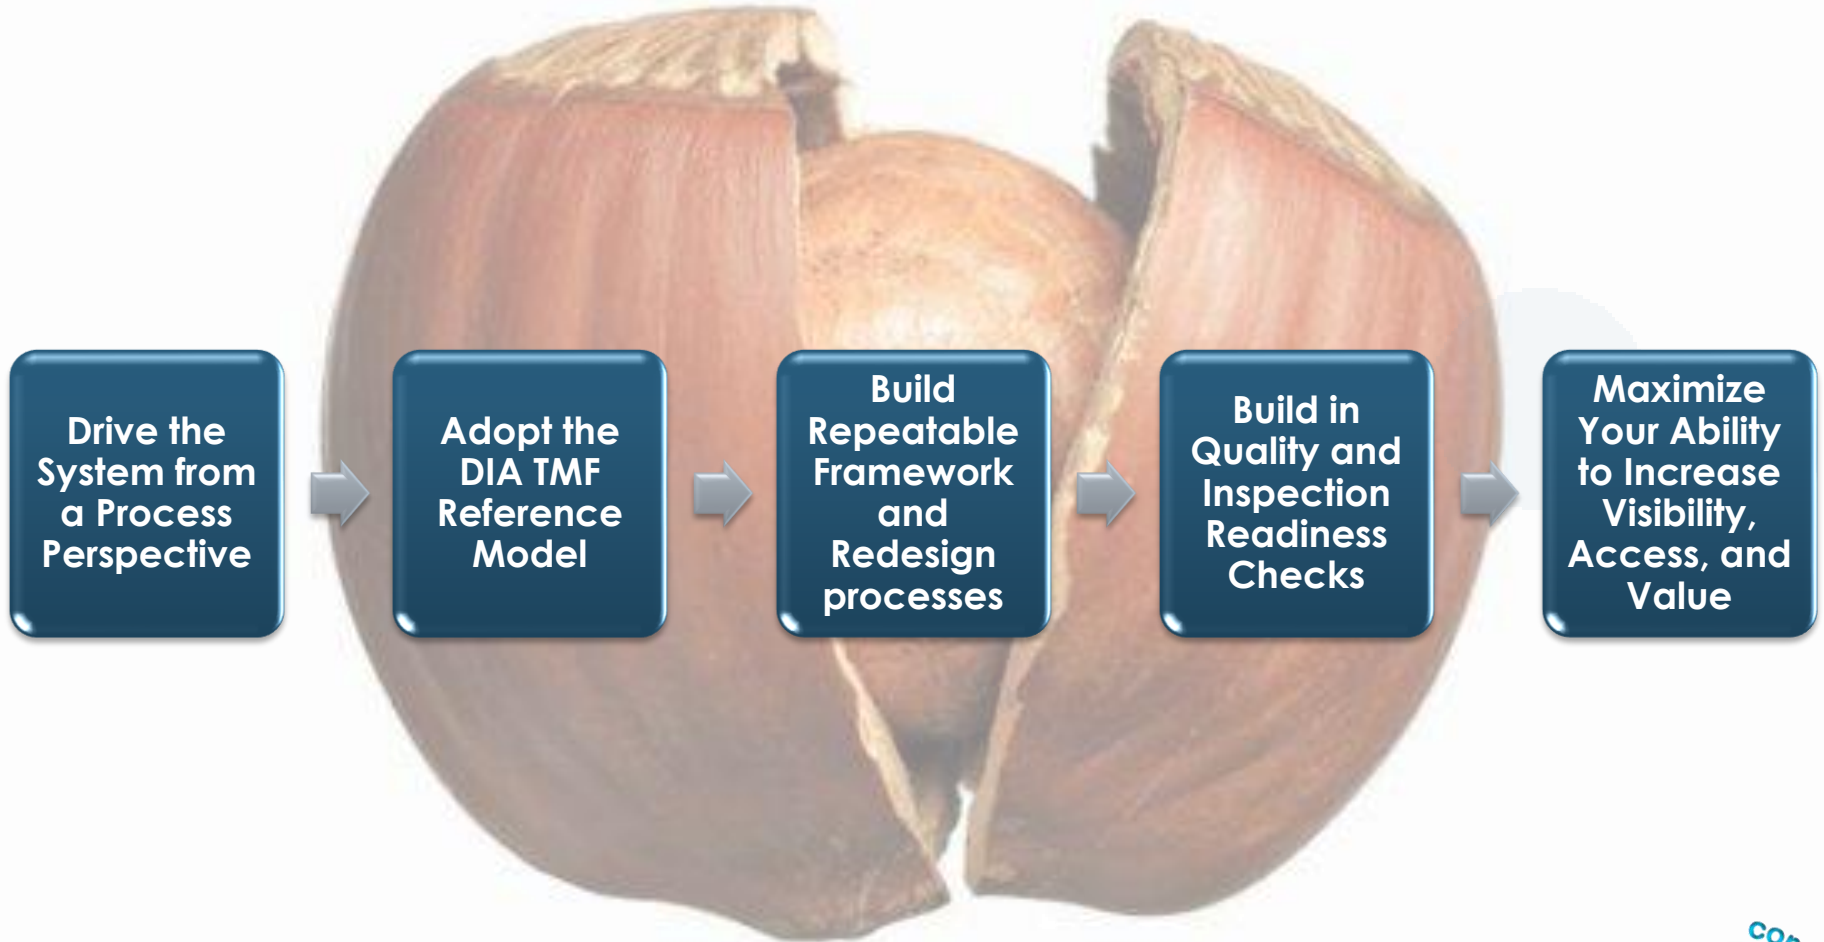 Drive the
System from
a Process
Perspective
Adopt the
DIA TMF
Reference
Model
Build
Repeatable
Framework
and
Redesign
processes
Build in
Quality and
Inspection
Readiness
Checks
Maximize
Your Ability
to Increase
Visibility,
Access, and
Value